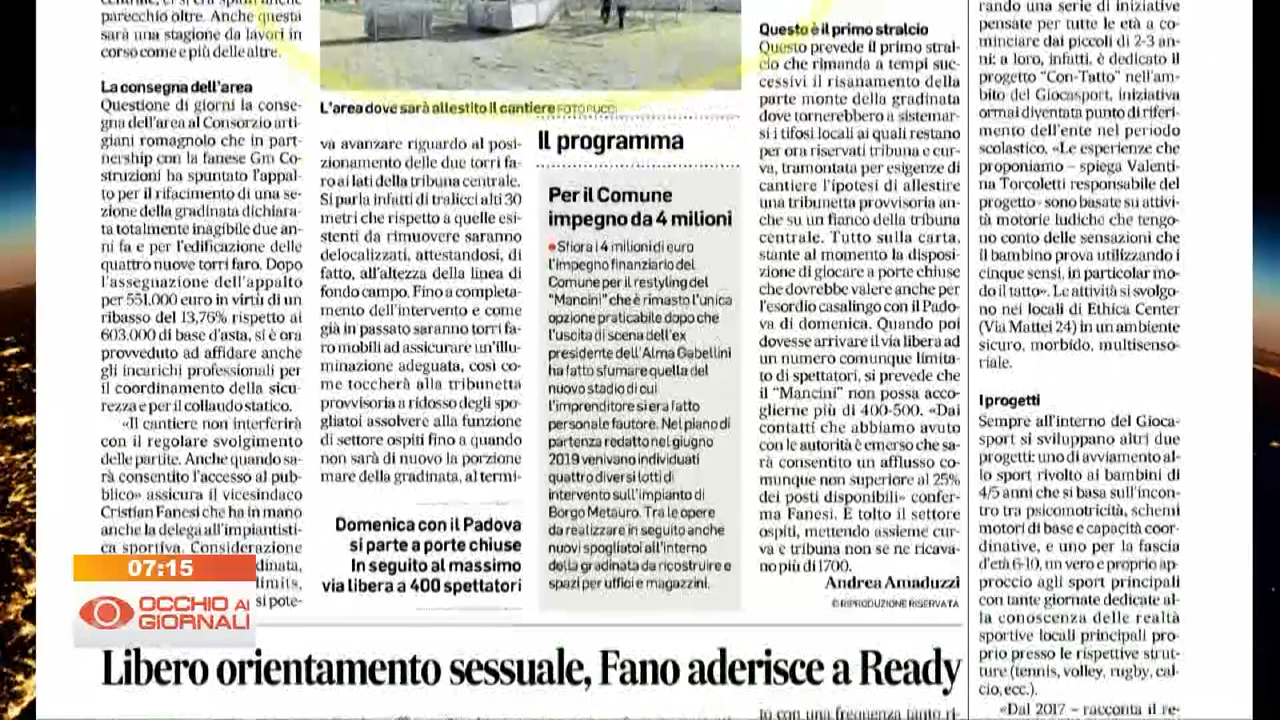 parecchio oltre. Anche questa
sarà una stagione da lavori in
corso come e più delle altre.
La consegna dell'area
Questione di giorni la conse-
gna dell'area al Consorzio arti-
giani romagnolo che in part-
nership con la fanese Gm Co-
struzioni ha spuntato l'appal-
to per il rifacimento di una se-
zione della gradinata dichiara-
ta totalmente inagibile due an-
ni fa e per l'edificazione delle
quattro nuove torri faro. Dopo
l'assegnazione dell'appalto
per 551.000 euro in virtù di un
ribasso del 13,76% rispetto ai
603.000 di base d'asta, si è ora
provveduto ad affidare anche
gli incarichi professionali per
il coordinamento della sicu-
rezza e per il collaudo statico.
«Il cantiere non interferirà
con il regolare svolgimento
delle partite. Anche quando sa-
rà consentito l'accesso al pub-
blico» assicura il vicesindaco
Cristian Fanesi che ha in mano
anche la delega all'impiantisti-
ca sportiva. Considerazione
dinata,
limits,
si pote-
L'area dove sarà allestito il cantiere FOTO PUCCI
va avanzare riguardo al posi-
zionamento delle due torri fa-
ro ai lati della tribuna centrale.
Si parla infatti di tralicci alti 30
metri che rispetto a quelle esi-
stenti da rimuovere saranno
delocalizzati, attestandosi, di
fatto, all'altezza della linea di
fondo campo. Fino a completa-
mento dell'intervento e come
già in passato saranno torri fa-
ro mobili ad assicurare un'illu-
minazione adeguata, così co-
me toccherà alla tribunetta
provvisoria a ridosso degli spo-
gliatoi assolvere alla funzione
di settore ospiti fino a quando
non sarà di nuovo la porzione
mare della gradinata, al termi-
Domenica con il Padova
si parte a porte chiuse
In seguito al massimo
via libera a 400 spettatori
Il programma
Per il Comune
impegno da 4 milioni
● Sfiora i 4 milioni di euro
l'impegno finanziario del
Comune per il restyling del
"Mancini" che è rimasto l'unica
opzione praticabile dopo che
l'uscita di scena dell'ex
presidente dell'Alma Gabellini
ha fatto sfumare quella del
nuovo stadio di cui
l'imprenditore si era fatto
personale fautore. Nel piano di
partenza redatto nel giugno
2019 venivano individuati
quattro diversi lotti di
intervento sull'impianto di
Borgo Metauro. Tra le opere
da realizzare in seguito anche
nuovi spogliatoi all'interno
della gradinata da ricostruire e
spazi per uffici e magazzini.
Questo è il primo stralcio
Questo prevede il primo stral-
cio che rimanda a tempi suc-
cessivi il risanamento della
parte monte della gradinata
dove tornerebbero a sistemar-
si i tifosi locali ai quali restano
per ora riservati tribuna e cur-
va, tramontata per esigenze di
cantiere l'ipotesi di allestire
una tribunetta provvisoria an-
che su un fianco della tribuna
centrale. Tutto sulla carta,
stante al momento la disposi-
zione di giocare a porte chiuse
che dovrebbe valere anche per
l'esordio casalingo con il Pado-
va di domenica. Quando poi
dovesse arrivare il via libera ad
un numero comunque limita-
to di spettatori, si prevede che
il "Mancini" non possa acco-
glierne più di 400-500. «Dai
contatti che abbiamo avuto
con le autorità è emerso che sa-
rà consentito un afflusso co-
munque non superiore al 25%
dei posti disponibili» confer-
ma Fanesi. E tolto il settore
ospiti, mettendo assieme cur-
va e tribuna non se ne ricava-
no più di 1700.
Andrea Amaduzzi
© RIPRODUZIONE RISERVATA
rando una serie di iniziative
pensate per tutte le età a co-
minciare dai piccoli di 2-3 an-
ni: a loro, infatti, è dedicato il
progetto "Con-Tatto" nell'am-
bito del Giocasport, iniziativa
ormai diventata punto di riferi-
mento dell'ente nel periodo
scolastico. «Le esperienze che
proponiamo – spiega Valenti-
na Torcoletti responsabile del
progetto - sono basate su attivi-
tà motorie ludiche che tengo-
no conto delle sensazioni che
il bambino prova utilizzando i
cinque sensi, in particolar mo-
do il tatto». Le attività si svolgo-
no nei locali di Ethica Center
(Via Mattei 24) in un ambiente
sicuro, morbido, multisenso-
riale.
I progetti
Sempre all'interno del Gioca-
sport si sviluppano altri due
progetti: uno di avviamento al-
lo sport rivolto ai bambini di
4/5 anni che si basa sull'incon-
tro tra psicomotricità, schemi
motori di base e capacità coor-
dinative, e uno per la fascia
d'età 6-10, un vero e proprio ap-
proccio agli sport principali
con tante giornate dedicate al-
la conoscenza delle realtà
sportive locali principali pro-
prio presso le rispettive strut-
ture (tennis, volley, rugby, cal-
cio, ecc.).
«Dal 2017 – racconta il re-
07:15
OCCHIO AI
GIORNALI
Libero orientamento sessuale, Fano aderisce a Ready
to con una frequenza tanto ri-